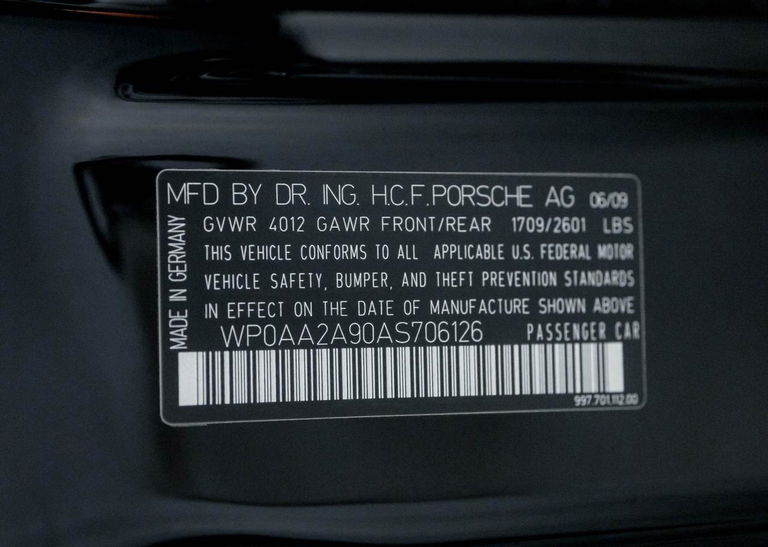 MFD BY DR. ING. H.C.F. PORSCHE AG 06/09
GVWR 4012 GAWR FRONT/REAR 1709/2601 LBS
THIS VEHICLE CONFORMS TO ALL APPLICABLE U.S. FEDERAL MOTOR
VEHICLE SAFETY, BUMPER, AND THEFT PREVENTION STANDARDS
IN EFFECT ON THE DATE OF MANUFACTURE SHOWN ABOVE
WP0AA2A90AS706126 PASSENGER CAR
997.701.112.00
MADE IN GERMANY